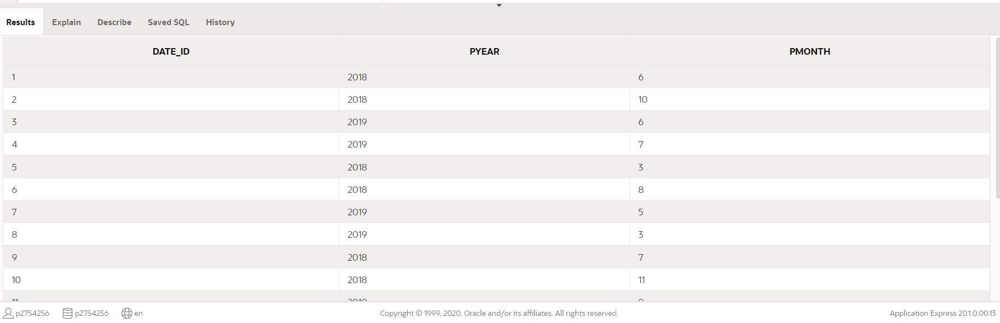 Results Explain Describe Saved SQL History
DATE_ID PYEAR PMONTH
1 2018 6
2 2018 10
3 2019 6
4 2019 7
5 2018 3
6 2018 8
7 2019 5
8 2019 3
9 2018 7
10 2018 11
p2754256 p2754256 en Copyright © 1999, 2020, Oracle and/or its affiliates. All rights reserved. Application Express 20.1.0.00.13